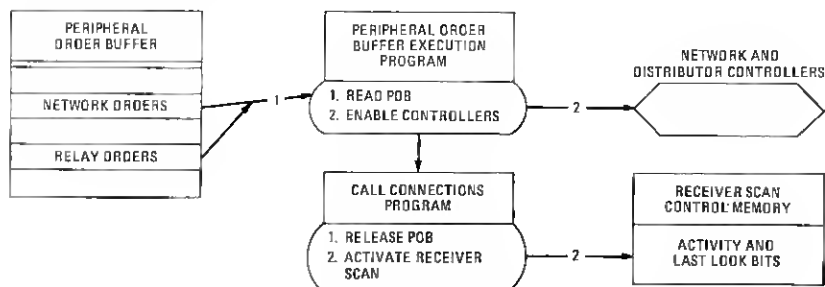 PERIPHERAL
ORDER BUFFER
NETWORK ORDERS
RELAY ORDERS
1
PERIPHERAL ORDER
BUFFER EXECUTION
PROGRAM
1. READ POB
2. ENABLE CONTROLLERS
2
NETWORK AND
DISTRIBUTOR CONTROLLERS
CALL CONNECTIONS
PROGRAM
1. RELEASE POB
2. ACTIVATE RECEIVER
SCAN
2
RECEIVER SCAN
CONTROL MEMORY
ACTIVITY AND
LAST LOOK BITS